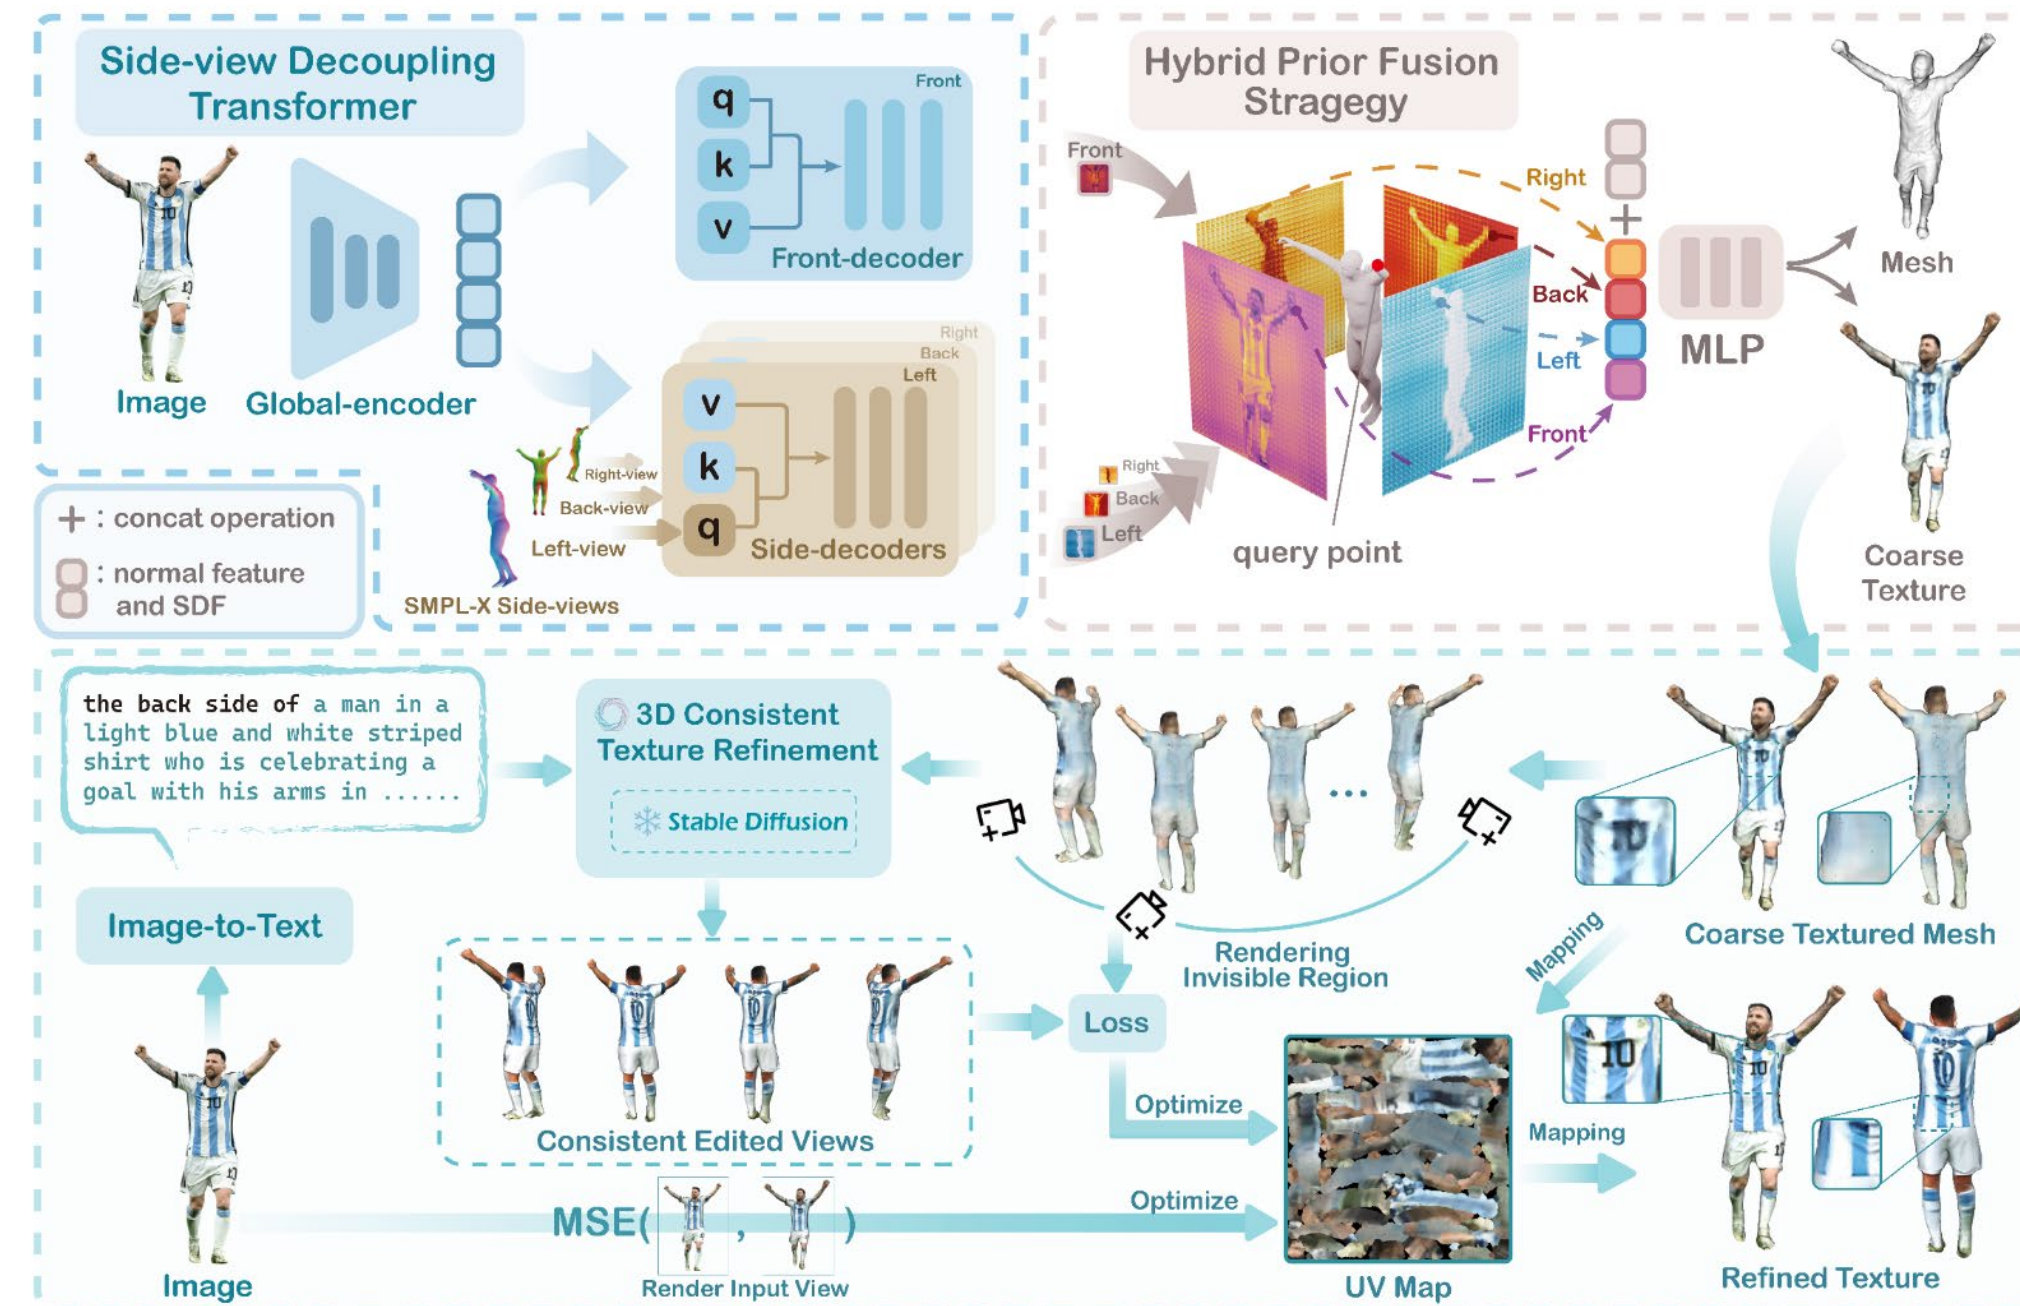 Side-view Decoupling
Transformer
Image
Global-encoder
Front
q
k
v
Front-decoder
Right
Back
Left
v
k
q
Side-decoders
Right-view
Back-view
Left-view
SMPL-X Side-views
+ : concat operation
: normal feature
and SDF
Hybrid Prior Fusion
Stragegy
Front
Right
Back
Left
query point
Right
Back
Left
Front
+
MLP
Mesh
Coarse
Texture
the back side of a man in a
light blue and white striped
shirt who is celebrating a
goal with his arms in ......
Image-to-Text
Image
3D Consistent
Texture Refinement
Stable Diffusion
...
Rendering
Invisible Region
Coarse Textured Mesh
Mapping
Consistent Edited Views
Loss
Optimize
MSE( , )
Render Input View
Optimize
UV Map
Mapping
10
10
Refined Texture